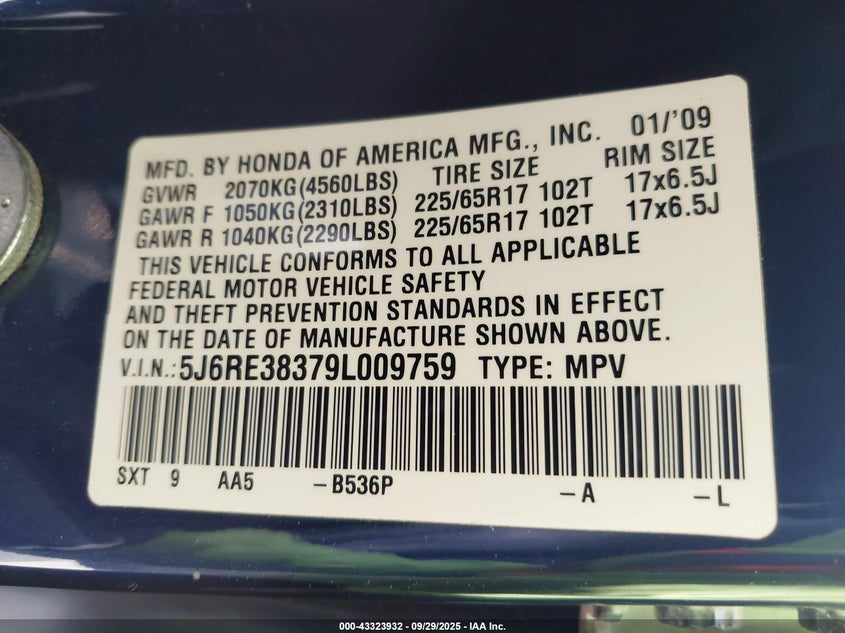 MFD. BY HONDA OF AMERICA MFG., INC. 01/'09
GVWR 2070KG(4560LBS) TIRE SIZE RIM SIZE
GAWR F 1050KG(2310LBS) 225/65R17 102T 17x6.5J
GAWR R 1040KG(2290LBS) 225/65R17 102T 17x6.5J
THIS VEHICLE CONFORMS TO ALL APPLICABLE
FEDERAL MOTOR VEHICLE SAFETY
AND THEFT PREVENTION STANDARDS IN EFFECT
ON THE DATE OF MANUFACTURE SHOWN ABOVE.
V.I.N.: 5J6RE38379L009759 TYPE: MPV
SXT 9 AA5 -B536P -A -L
000-43323932 - 09/29/2025 - IAA Inc.